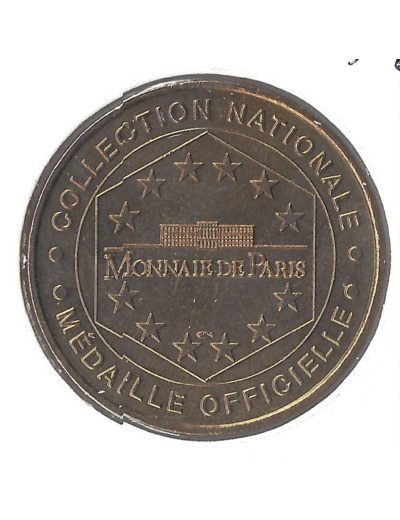 COLLECTION NATIONALE
MONNAIE DE PARIS
MÉDAILLE OFFICIELLE